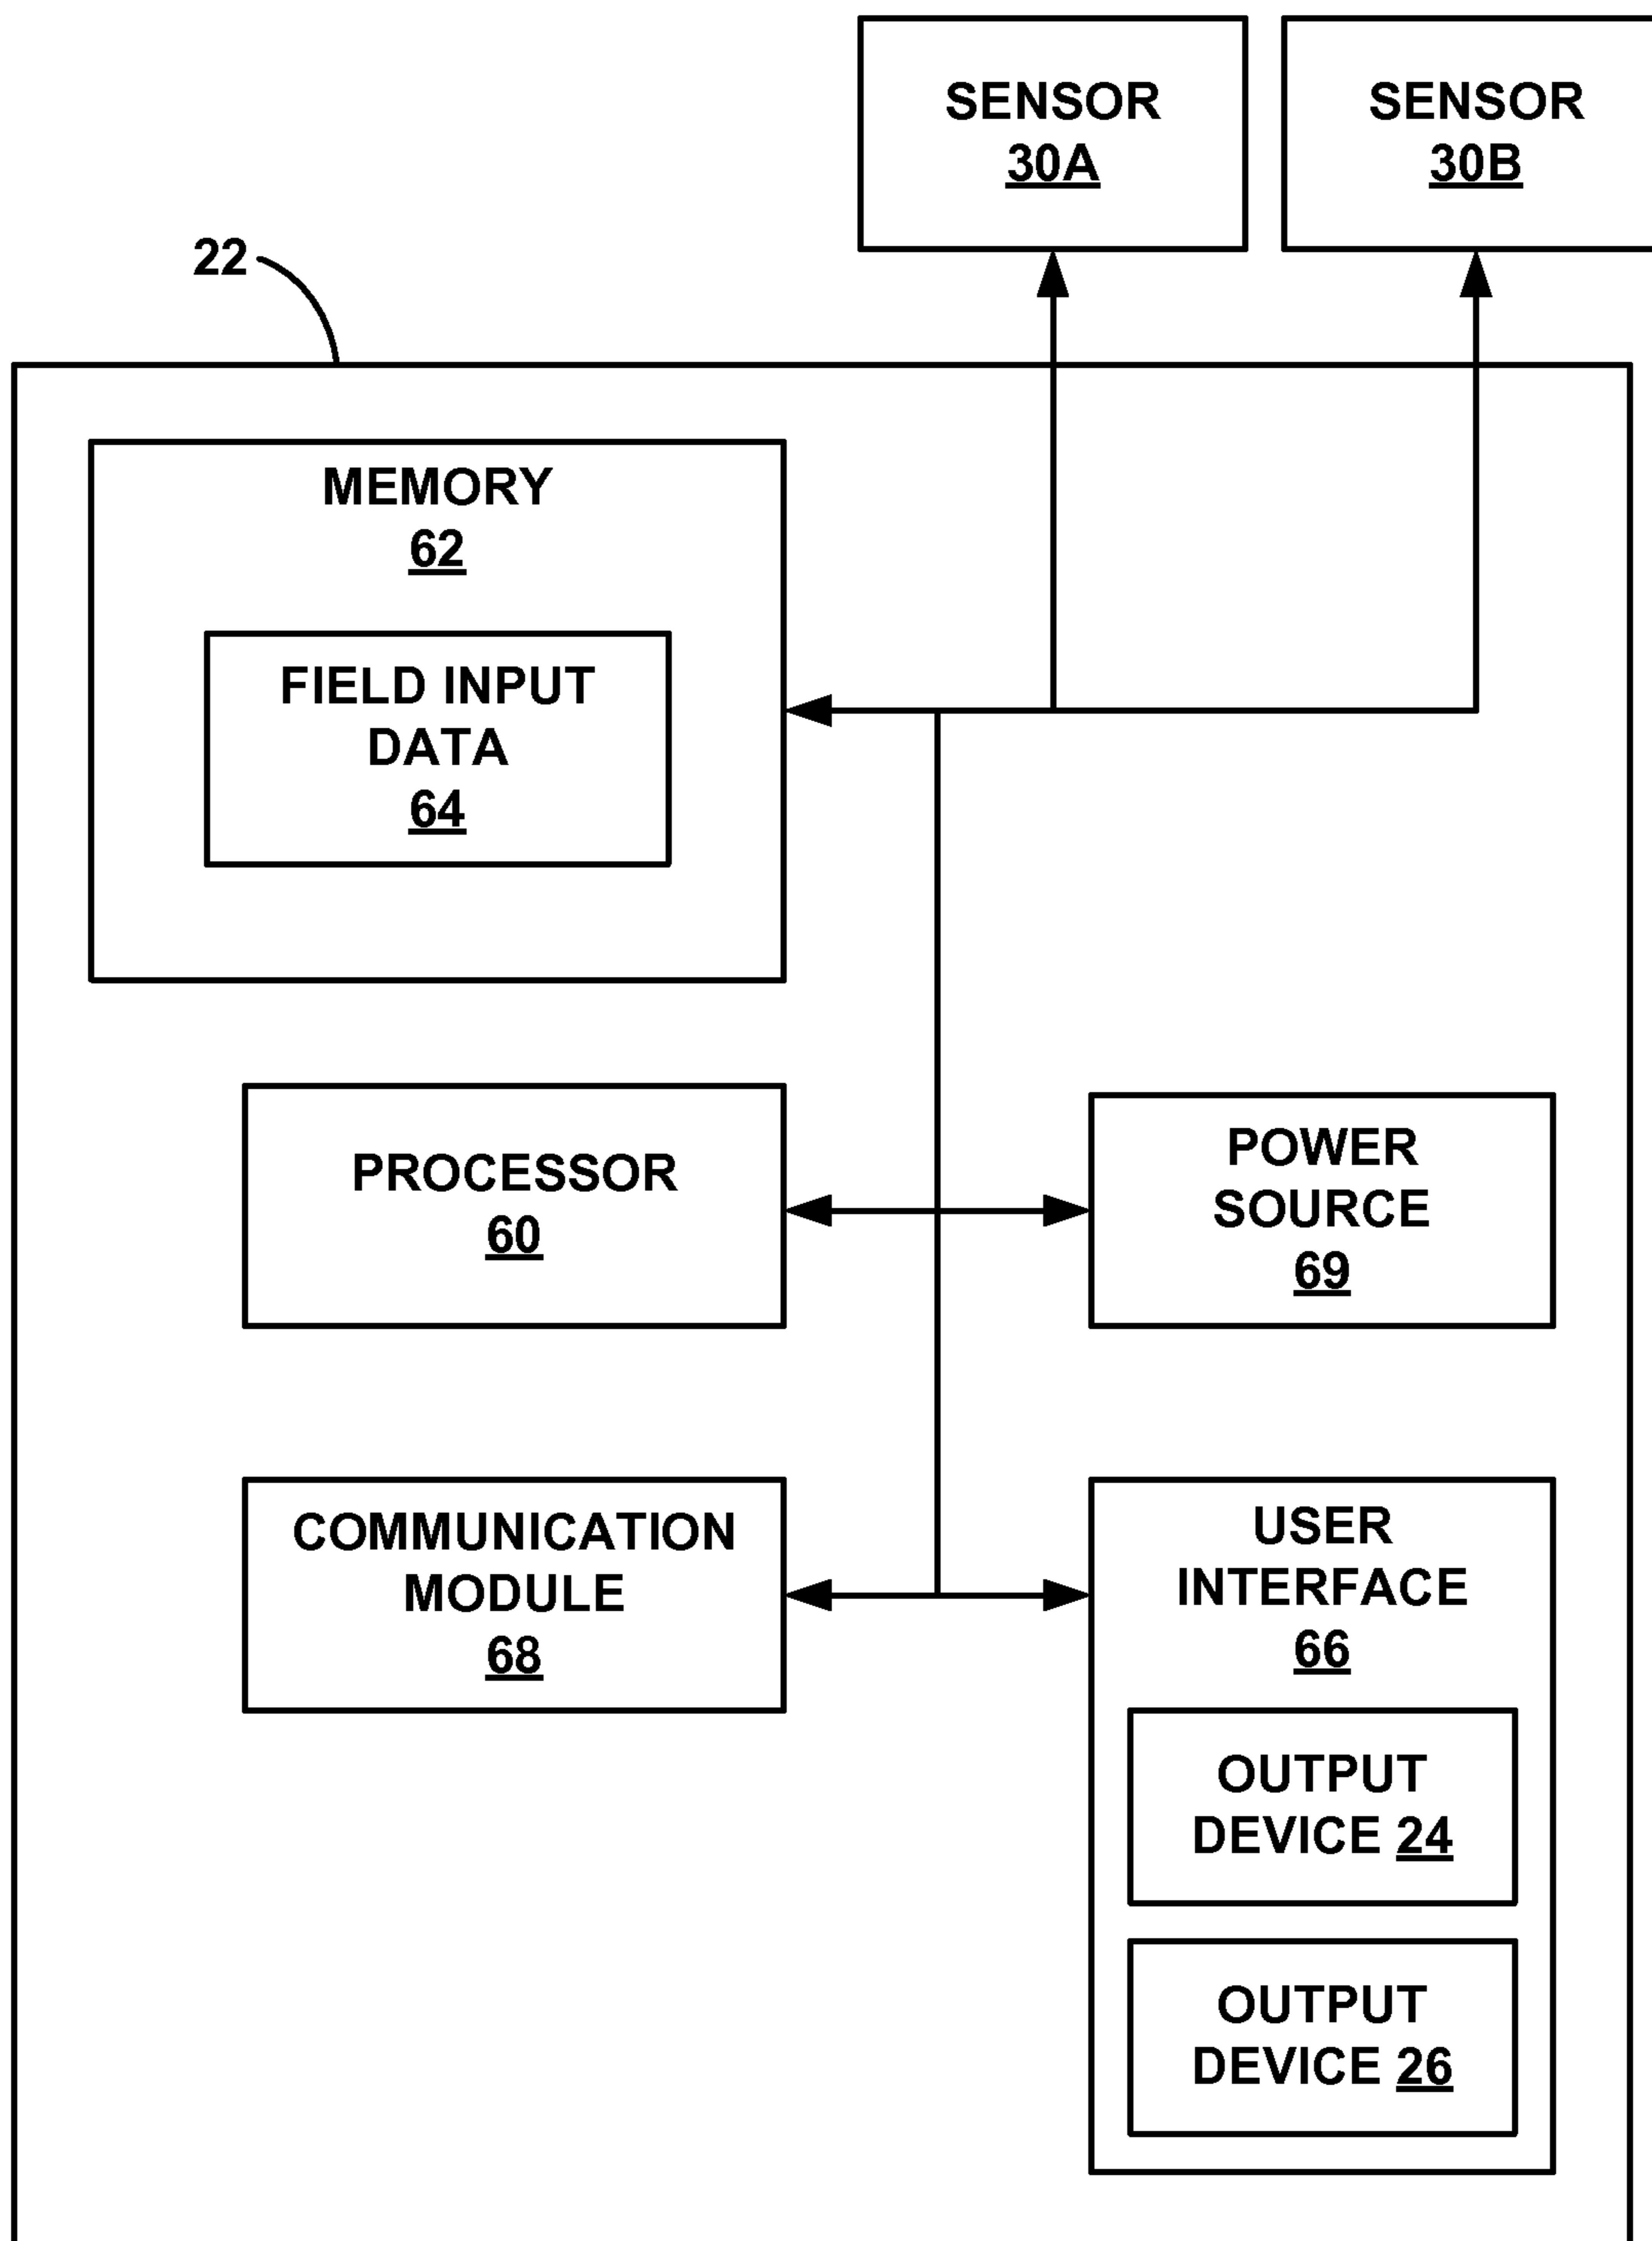 SENSOR
30A
SENSOR
30B
22
MEMORY
62
FIELD INPUT
DATA
64
PROCESSOR
60
POWER
SOURCE
69
COMMUNICATION
MODULE
68
USER
INTERFACE
66
OUTPUT
DEVICE 24
OUTPUT
DEVICE 26